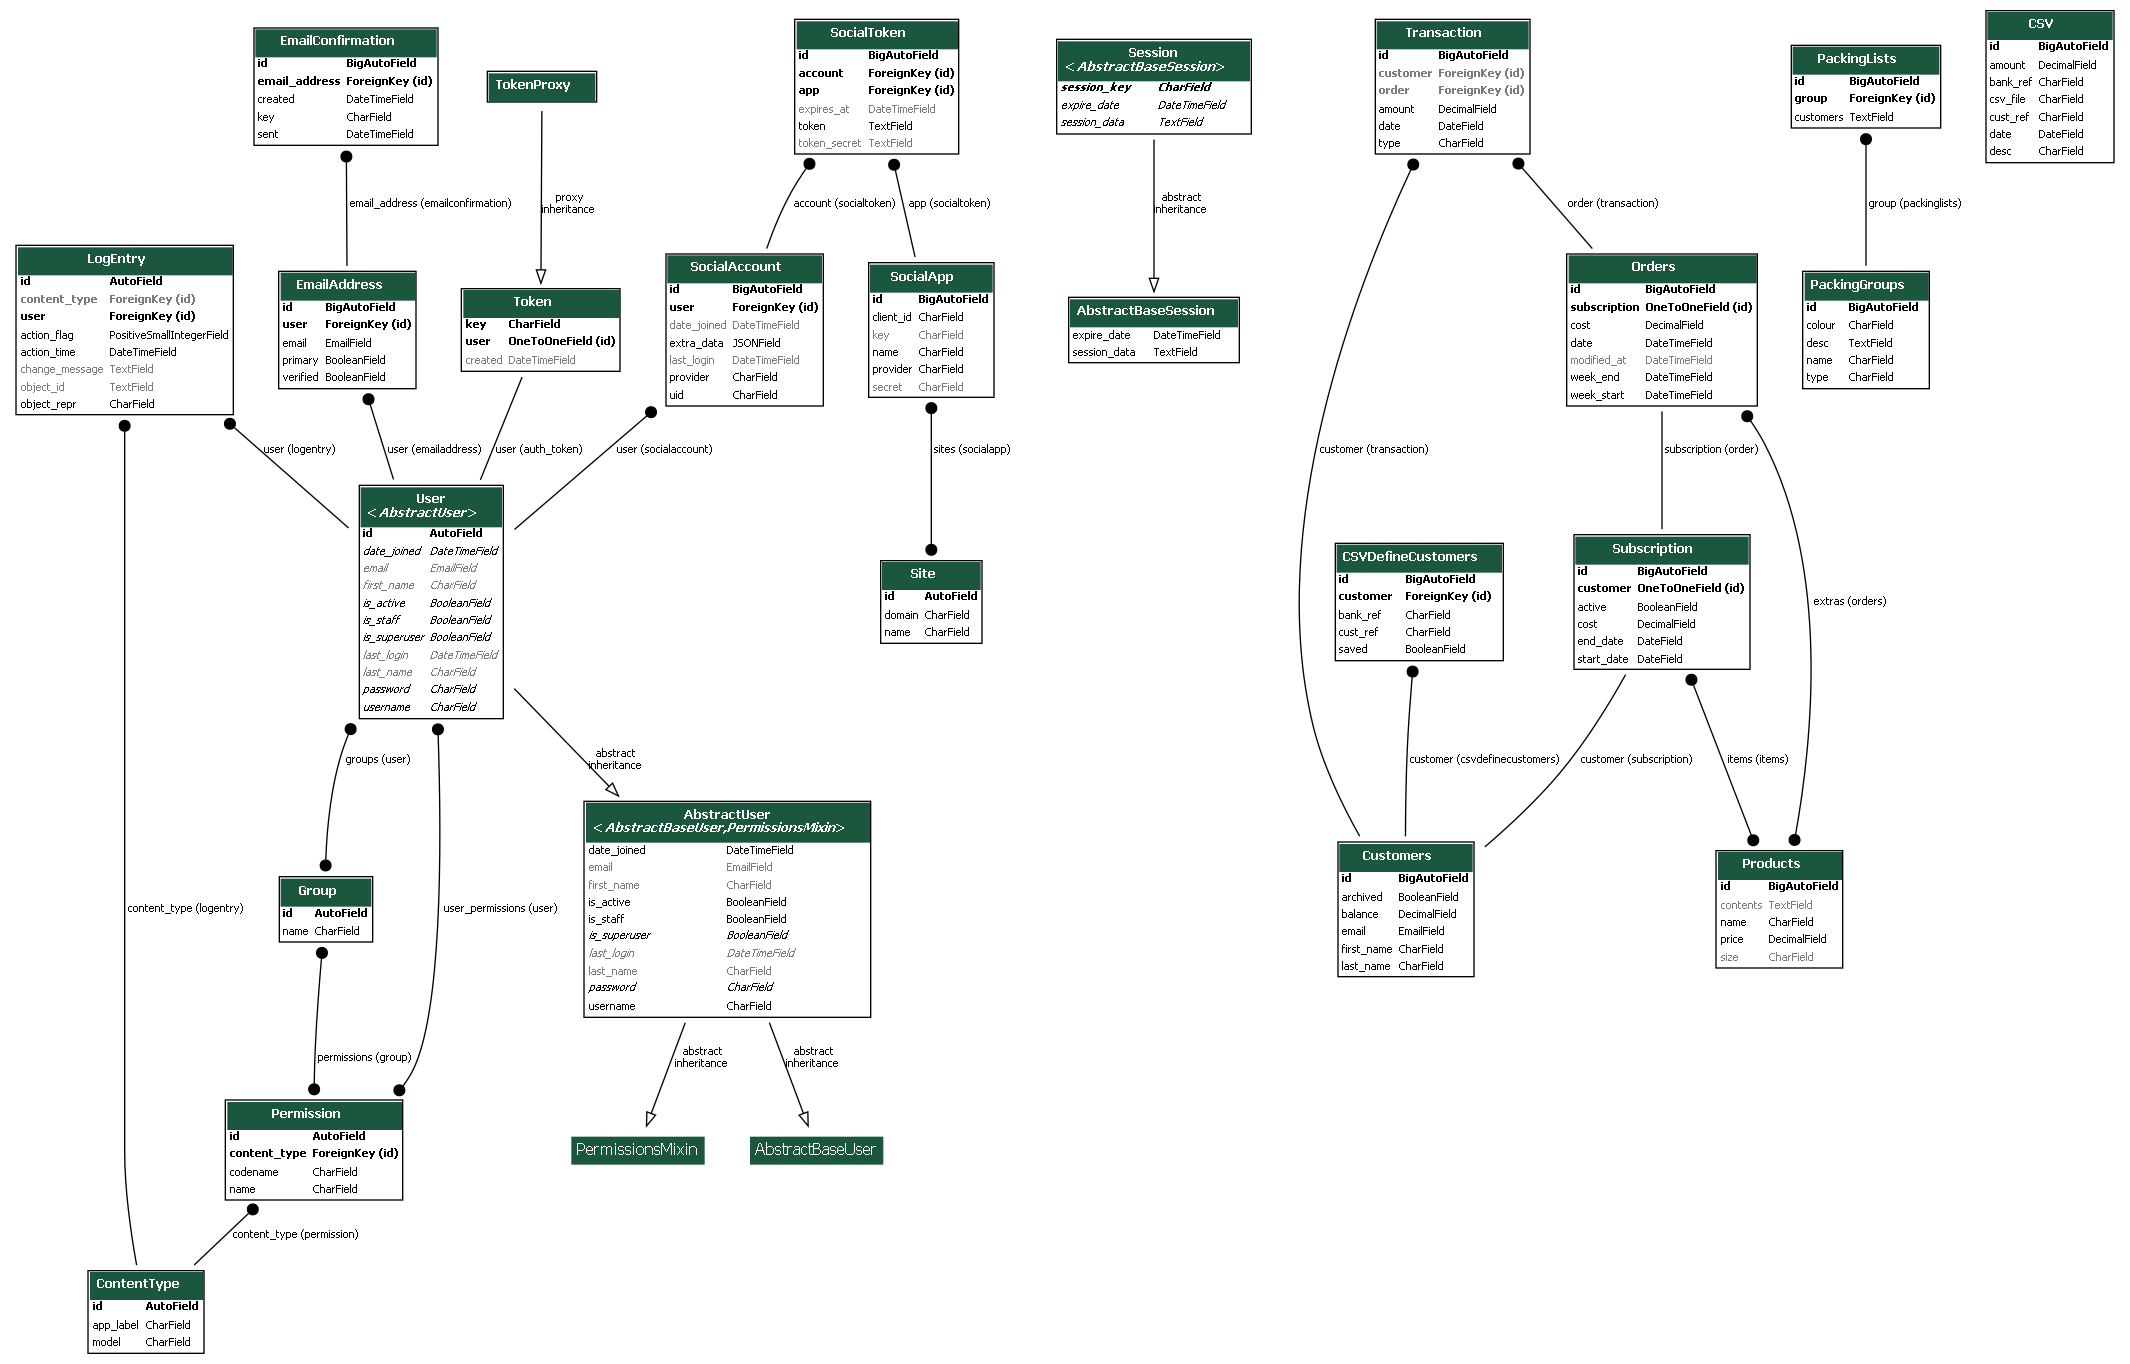 EmailConfirmation
id BigAutoField
email_address ForeignKey (id)
created DateTimeField
key CharField
sent DateTimeField
TokenProxy
SocialToken
id BigAutoField
account ForeignKey (id)
app ForeignKey (id)
expires_at DateTimeField
token TextField
token_secret TextField
Session
<AbstractBaseSession>
session_key CharField
expire_date DateTimeField
session_data TextField
Transaction
id BigAutoField
customer ForeignKey (id)
order ForeignKey (id)
amount DecimalField
date DateField
type CharField
PackingLists
id BigAutoField
group ForeignKey (id)
customers TextField
CSV
id BigAutoField
amount DecimalField
bank_ref CharField
csv_file CharField
cust_ref CharField
date DateField
desc CharField
email_address (emailconfirmation)
proxy
inheritance
account (socialtoken)
app (socialtoken)
abstract
inheritance
order (transaction)
group (packinglists)
LogEntry
id AutoField
content_type ForeignKey (id)
user ForeignKey (id)
action_flag PositiveSmallIntegerField
action_time DateTimeField
change_message TextField
object_id TextField
object_repr CharField
EmailAddress
id BigAutoField
user ForeignKey (id)
email EmailField
primary BooleanField
verified BooleanField
Token
key CharField
user OneToOneField (id)
created DateTimeField
SocialAccount
id BigAutoField
user ForeignKey (id)
date_joined DateTimeField
extra_data JSONField
last_login DateTimeField
provider CharField
uid CharField
SocialApp
id BigAutoField
client_id CharField
key CharField
name CharField
provider CharField
secret CharField
AbstractBaseSession
expire_date DateTimeField
session_data TextField
Orders
id BigAutoField
subscription OneToOneField (id)
cost DecimalField
date DateTimeField
modified_at DateTimeField
week_end DateTimeField
week_start DateTimeField
PackingGroups
id BigAutoField
colour CharField
desc TextField
name CharField
type CharField
user (logentry)
user (emailaddress)
user (auth_token)
user (socialaccount)
sites (socialapp)
customer (transaction)
subscription (order)
User
<AbstractUser>
id AutoField
date_joined DateTimeField
email EmailField
first_name CharField
is_active BooleanField
is_staff BooleanField
is_superuser BooleanField
last_login DateTimeField
last_name CharField
password CharField
username CharField
Site
id AutoField
domain CharField
name CharField
CSVDefineCustomers
id BigAutoField
customer ForeignKey (id)
bank_ref CharField
cust_ref CharField
saved BooleanField
Subscription
id BigAutoField
customer OneToOneField (id)
active BooleanField
cost DecimalField
end_date DateField
start_date DateField
extras (orders)
groups (user)
abstract
inheritance
customer (csvdefinecustomers)
customer (subscription)
items (items)
AbstractUser
<AbstractBaseUser,PermissionsMixin>
date_joined DateTimeField
email EmailField
first_name CharField
is_active BooleanField
is_staff BooleanField
is_superuser BooleanField
last_login DateTimeField
last_name CharField
password CharField
username CharField
Customers
id BigAutoField
archived BooleanField
balance DecimalField
email EmailField
first_name CharField
last_name CharField
Products
id BigAutoField
contents TextField
name CharField
price DecimalField
size CharField
Group
id AutoField
name CharField
content_type (logentry)
user_permissions (user)
permissions (group)
abstract
inheritance
abstract
inheritance
Permission
id AutoField
content_type ForeignKey (id)
codename CharField
name CharField
PermissionsMixin
AbstractBaseUser
content_type (permission)
ContentType
id AutoField
app_label CharField
model CharField